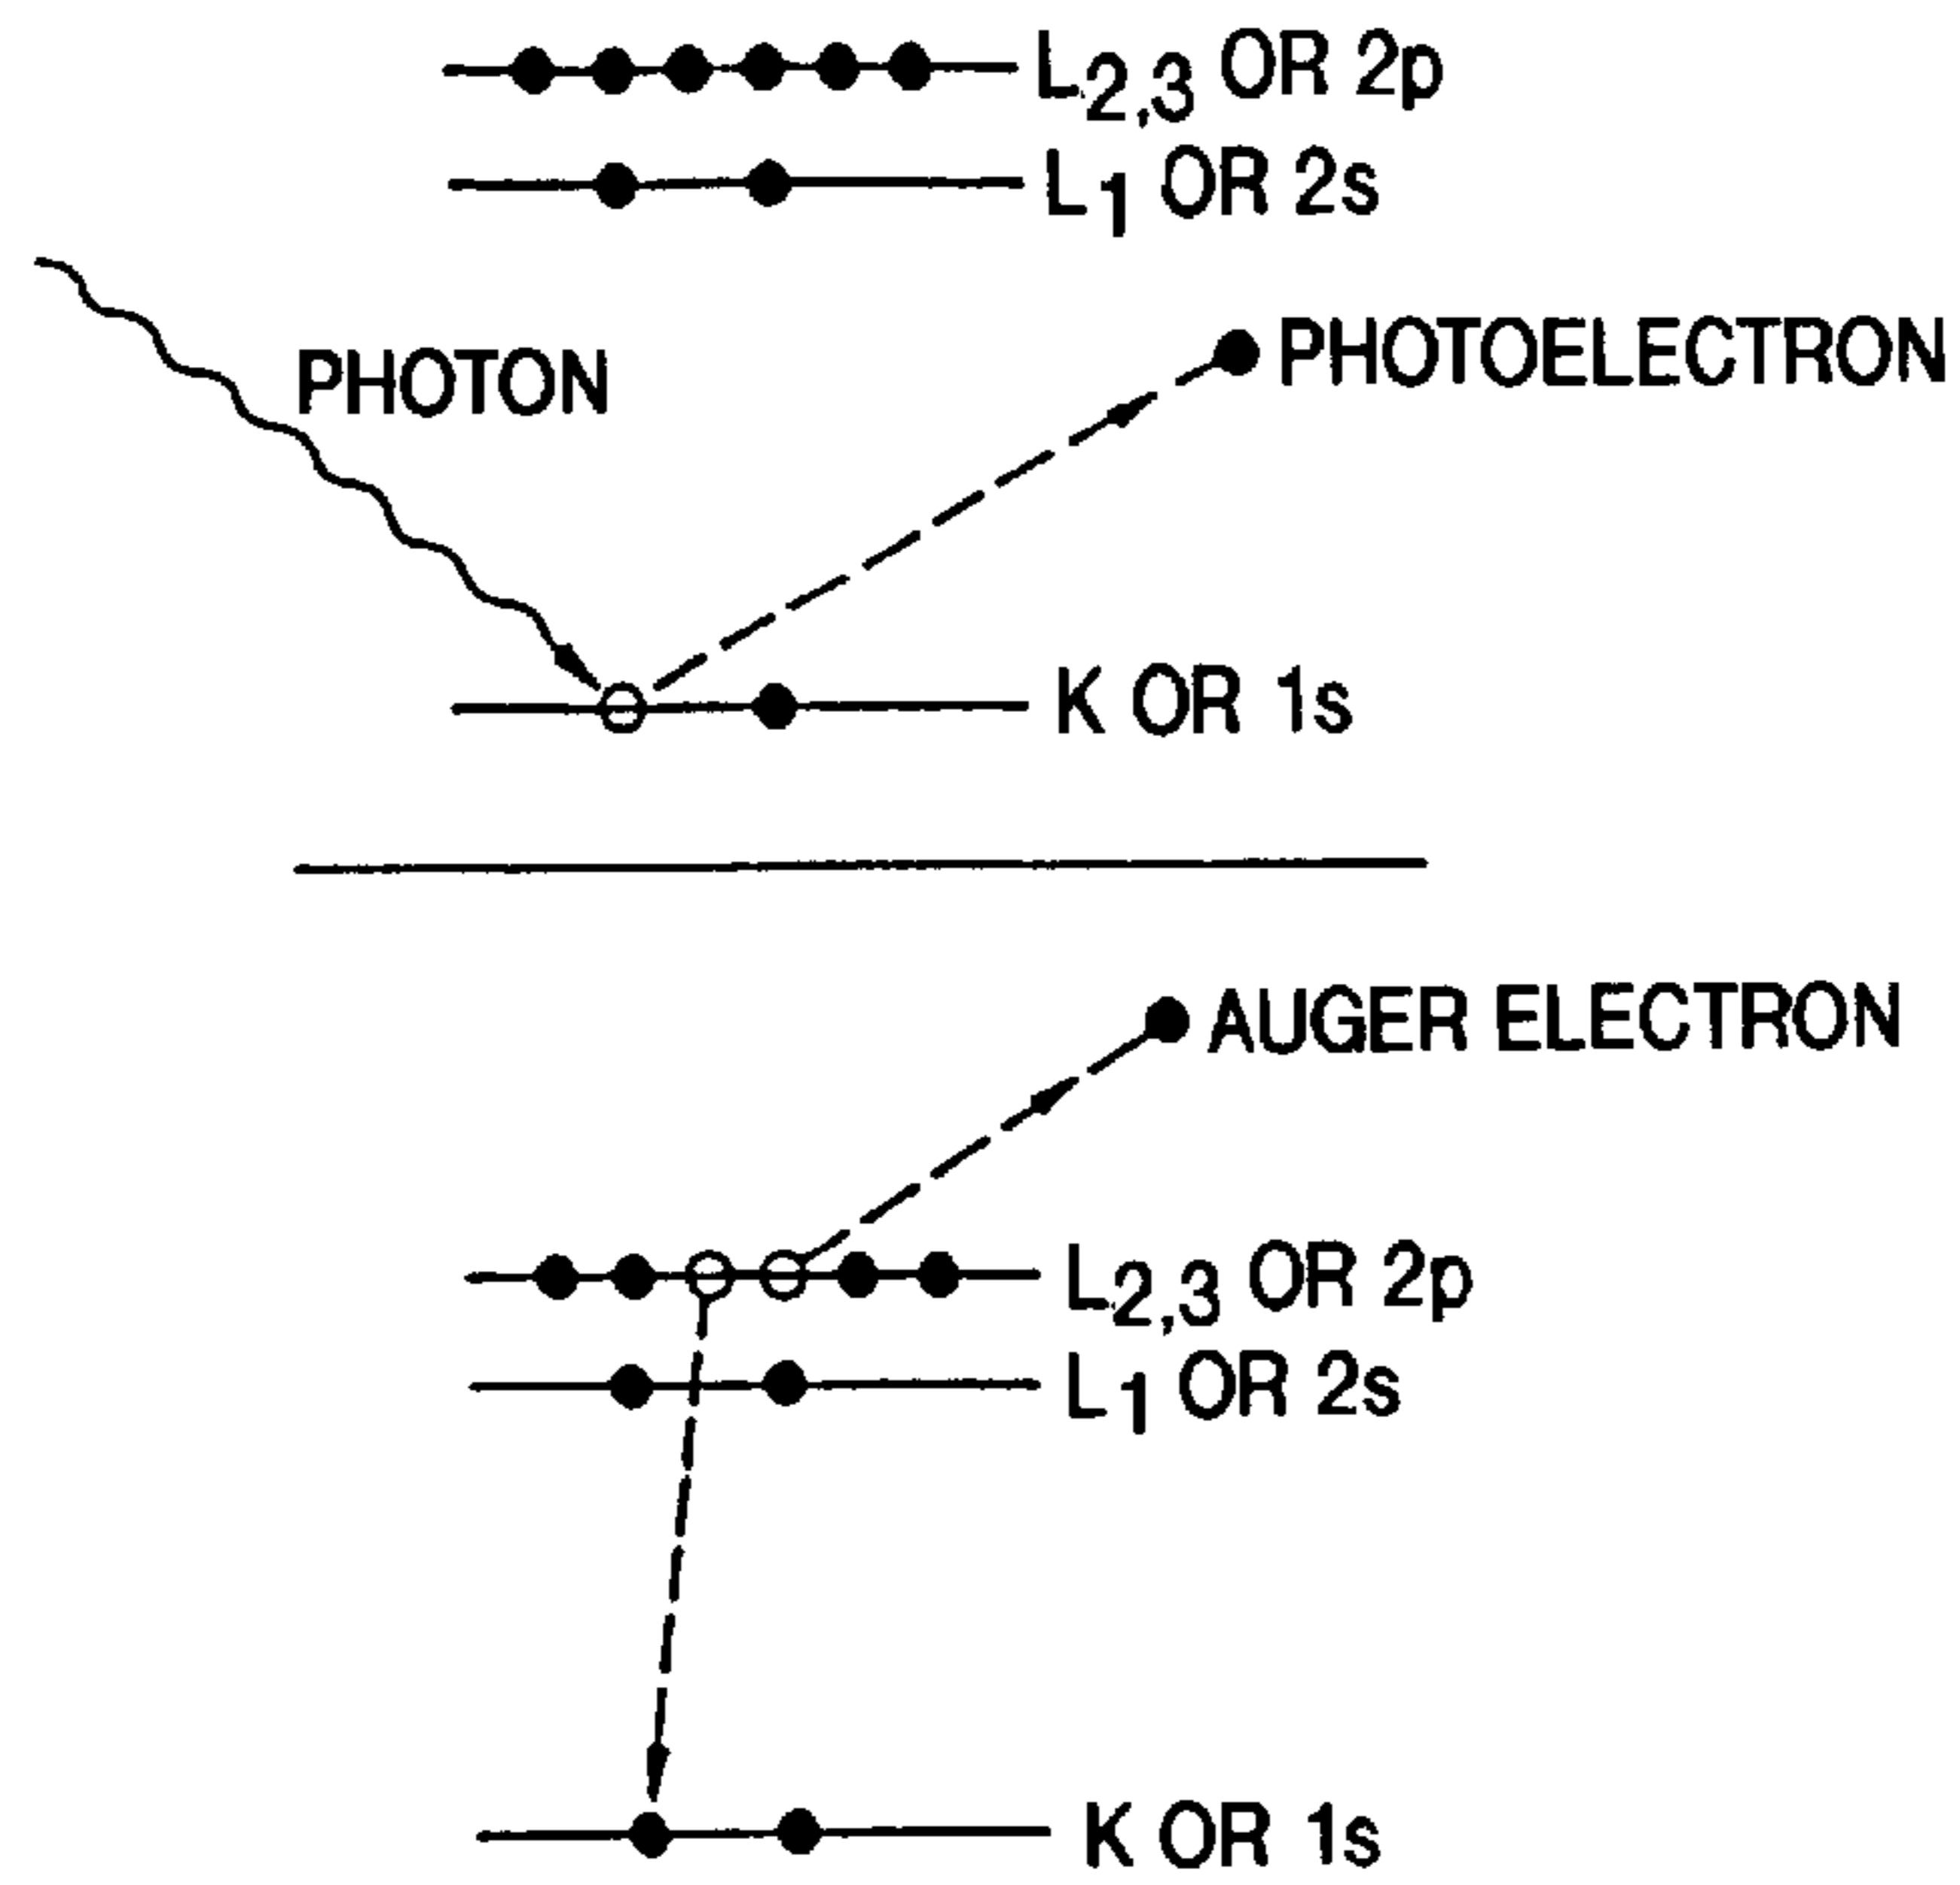 L2,3 OR 2p
L1 OR 2s
PHOTON
PHOTOELECTRON
K OR 1s
AUGER ELECTRON
L2,3 OR 2p
L1 OR 2s
K OR 1s